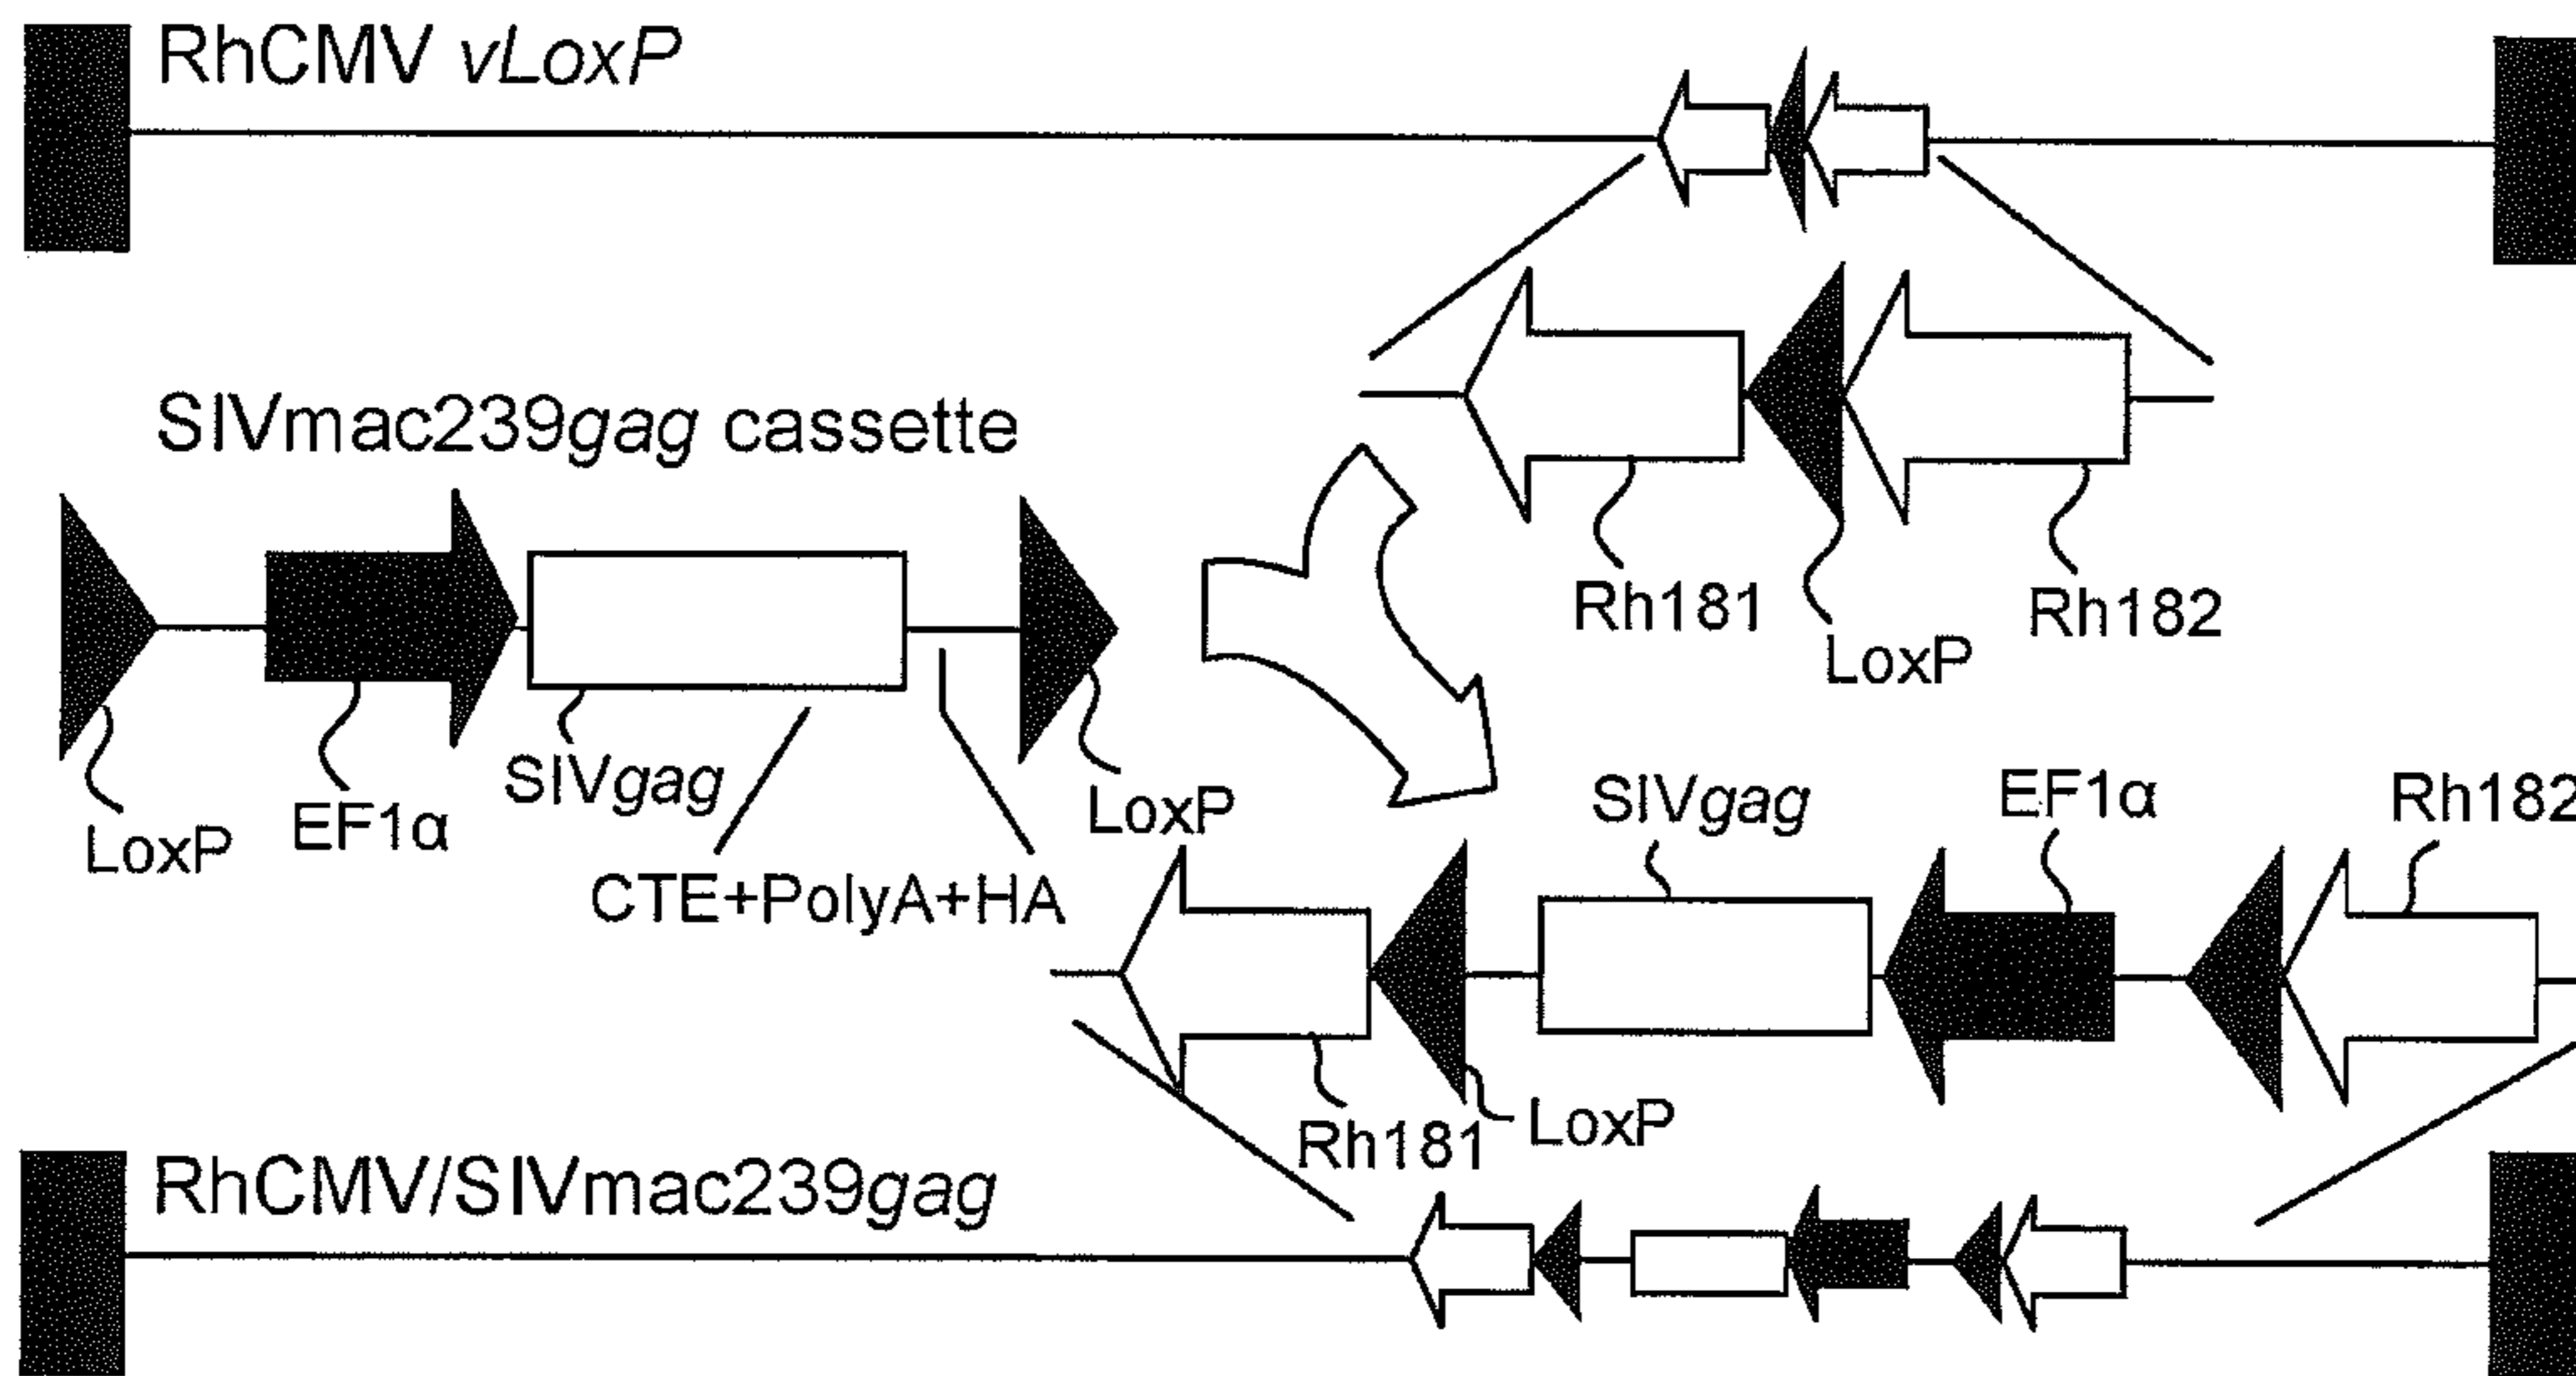 RhCMV vLoxP
SIVmac239gag cassette
Rh181
LoxP
Rh182
LoxP
EF1α
SIVgag
CTE+PolyA+HA
LoxP
SIVgag
EF1α
Rh182
Rh181
LoxP
RhCMV/SIVmac239gag